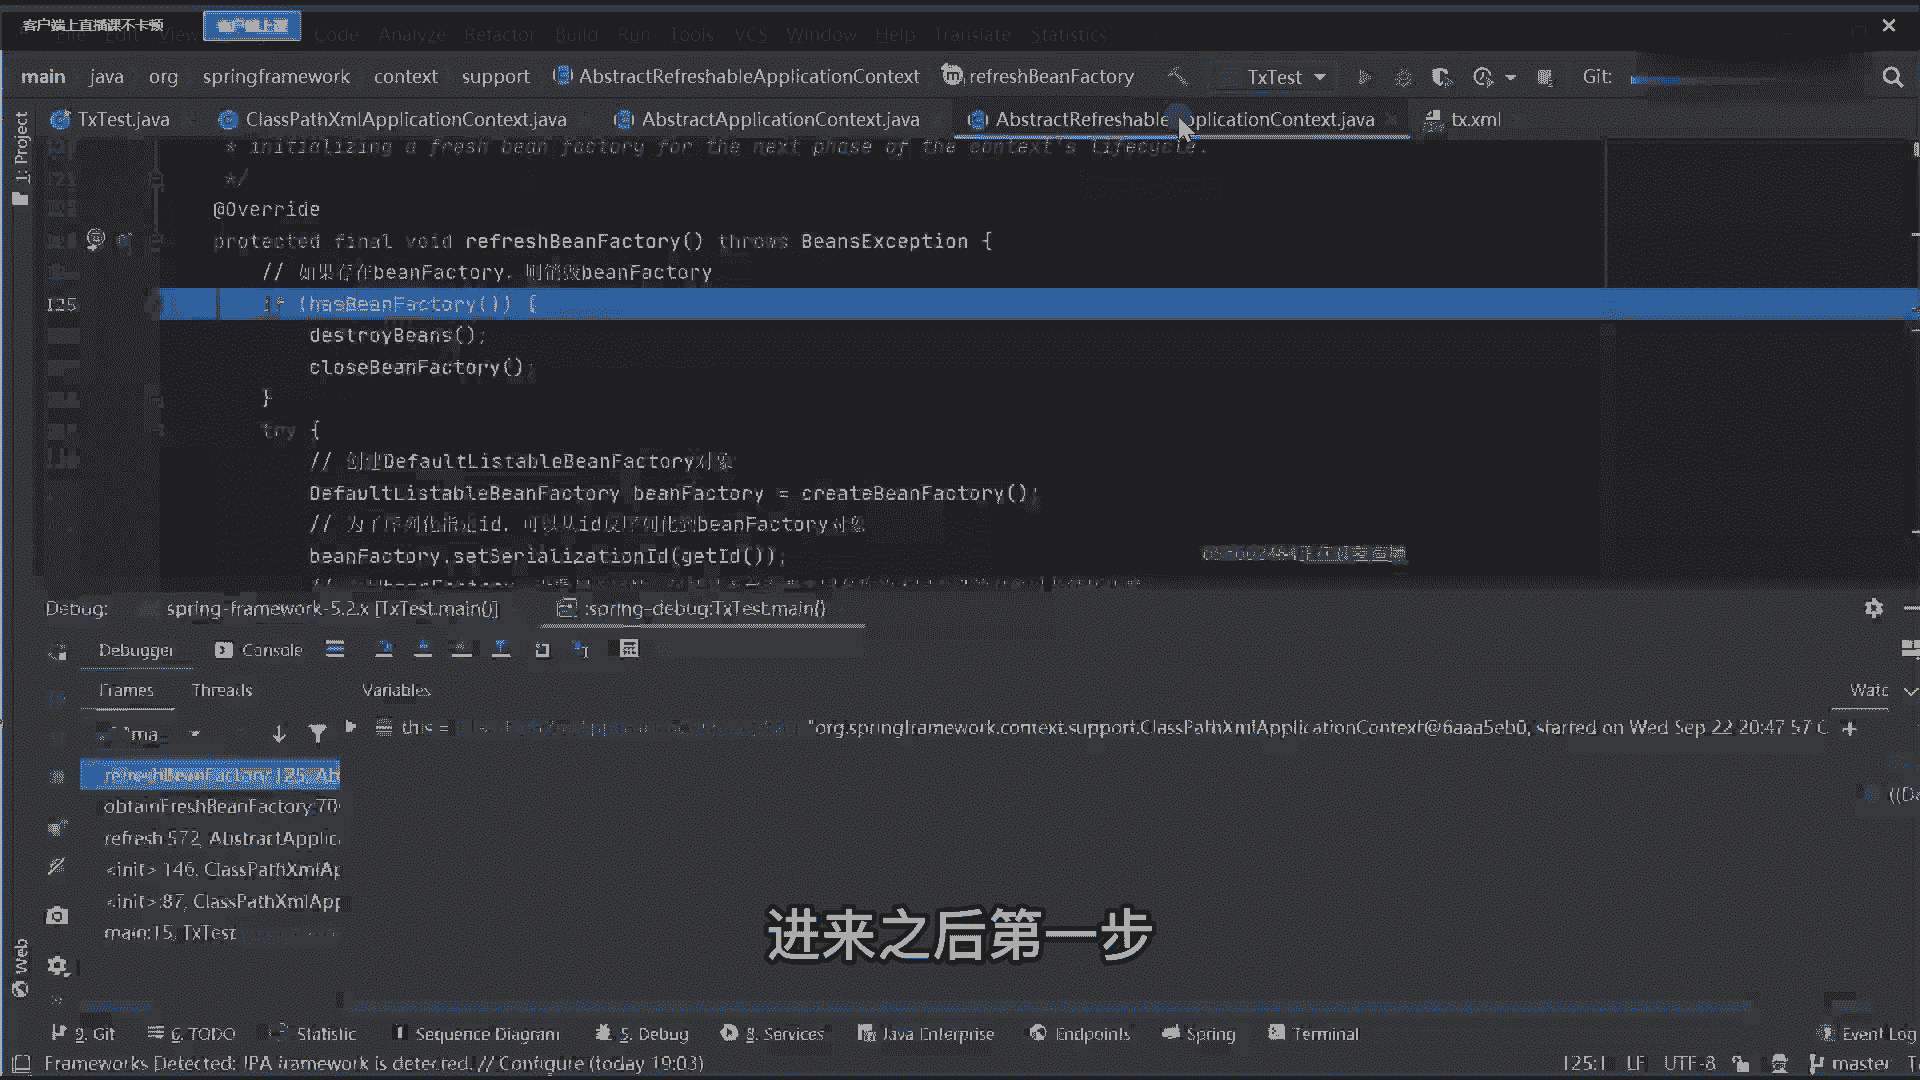 客户端上直播课不卡顿
File Edit View Code Analyze Refactor Build Run Tools VCS Window Help Translate Statistics
main java org springframework context support AbstractRefreshableApplicationContext refreshBeanFactory TxTest Git:
TxTest.java ClassPathXmlApplicationContext.java AbstractApplicationContext.java AbstractRefreshableApplicationContext.java tx.xml
1: Project
* initializing a fresh bean factory for the next phase of the context's lifecycle.
*/
@Override
protected final void refreshBeanFactory() throws BeansException {
// 如果存在beanFactory，则销毁beanFactory
125 if (hasBeanFactory()) {
destroyBeans();
closeBeanFactory();
}
try {
// 创建DefaultListableBeanFactory对象
DefaultListableBeanFactory beanFactory = createBeanFactory();
// 为了序列化指定id，可以从id反序列化到beanFactory对象
beanFactory.setSerializationId(getId());
Debug: spring-framework-5.2.x [TxTest.main()] :spring-debug:TxTest.main()
Debugger Console
Frames Threads Variables Watc
"ma this = "org.springframework.context.support.ClassPathXmlApplicationContext@6aaa5eb0, started on Wed Sep 22 20:47:57 C
refreshBeanFactory:125, Ab
obtainFreshBeanFactory:70
refresh:572, AbstractApplic
<init>:146, ClassPathXmlAp
<init>:87, ClassPathXmlApp
main:15, TxTest
进来之后第一步
Web
9: Git 6: TODO Statistic Sequence Diagram 5: Debug 8: Services Java Enterprise Endpoints Spring Terminal Event Log
Frameworks Detected: JPA framework is detected. // Configure (today 19:03) 125:1 LF UTF-8 master